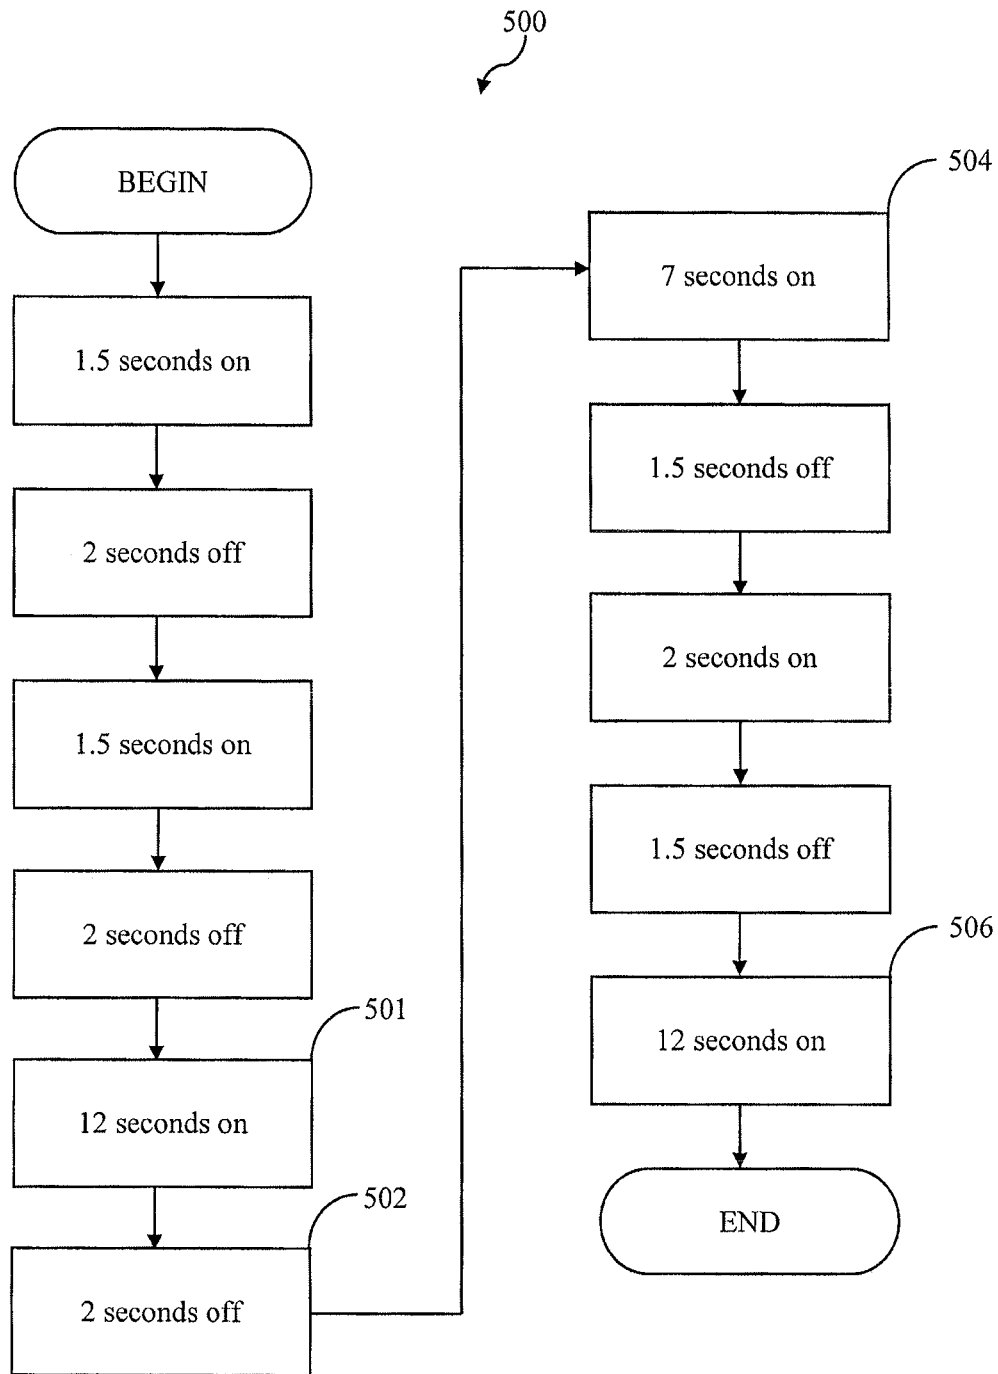 500
BEGIN
1.5 seconds on
2 seconds off
1.5 seconds on
2 seconds off
501
12 seconds on
502
2 seconds off
504
7 seconds on
1.5 seconds off
2 seconds on
1.5 seconds off
506
12 seconds on
END